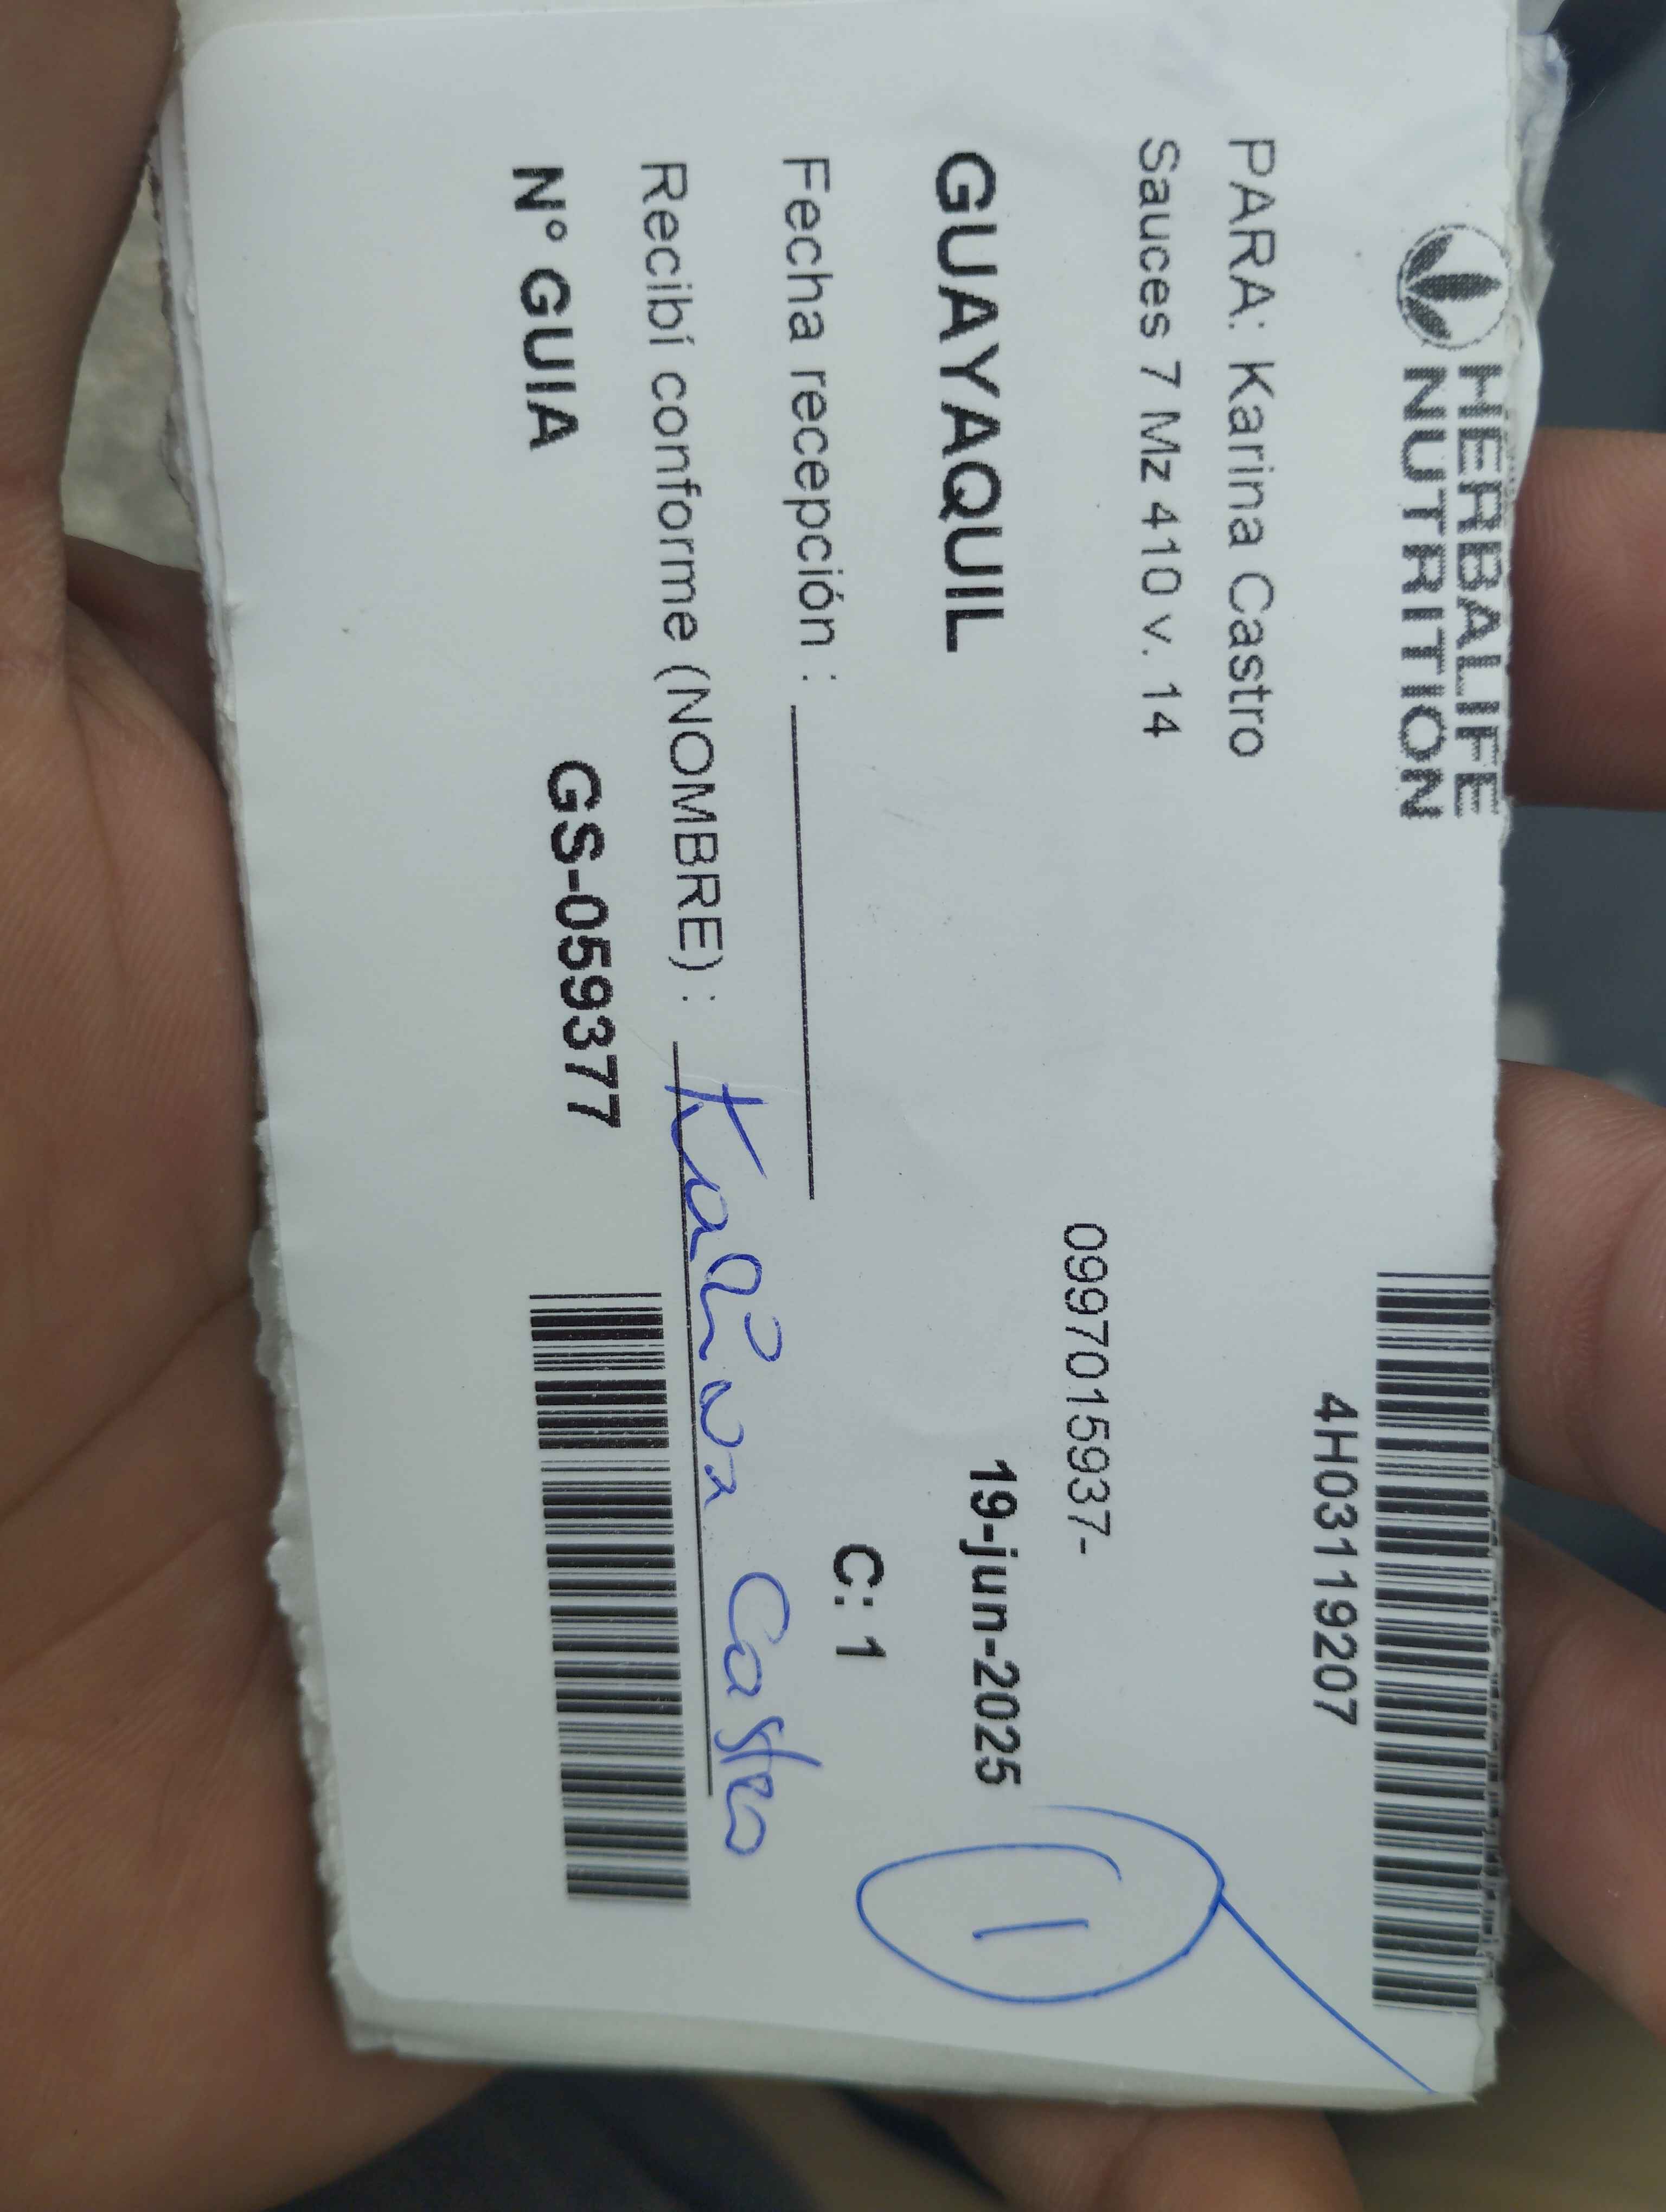 HERBALIFE
NUTRITION
4H03119207
PARA: Karina Castro
Sauces 7 Mz 410 v. 14
0997015937-
GUAYAQUIL
19-jun-2025
1
C: 1
Fecha recepción :
Recibí conforme (NOMBRE) : Karina Castro
N° GUIA GS-059377